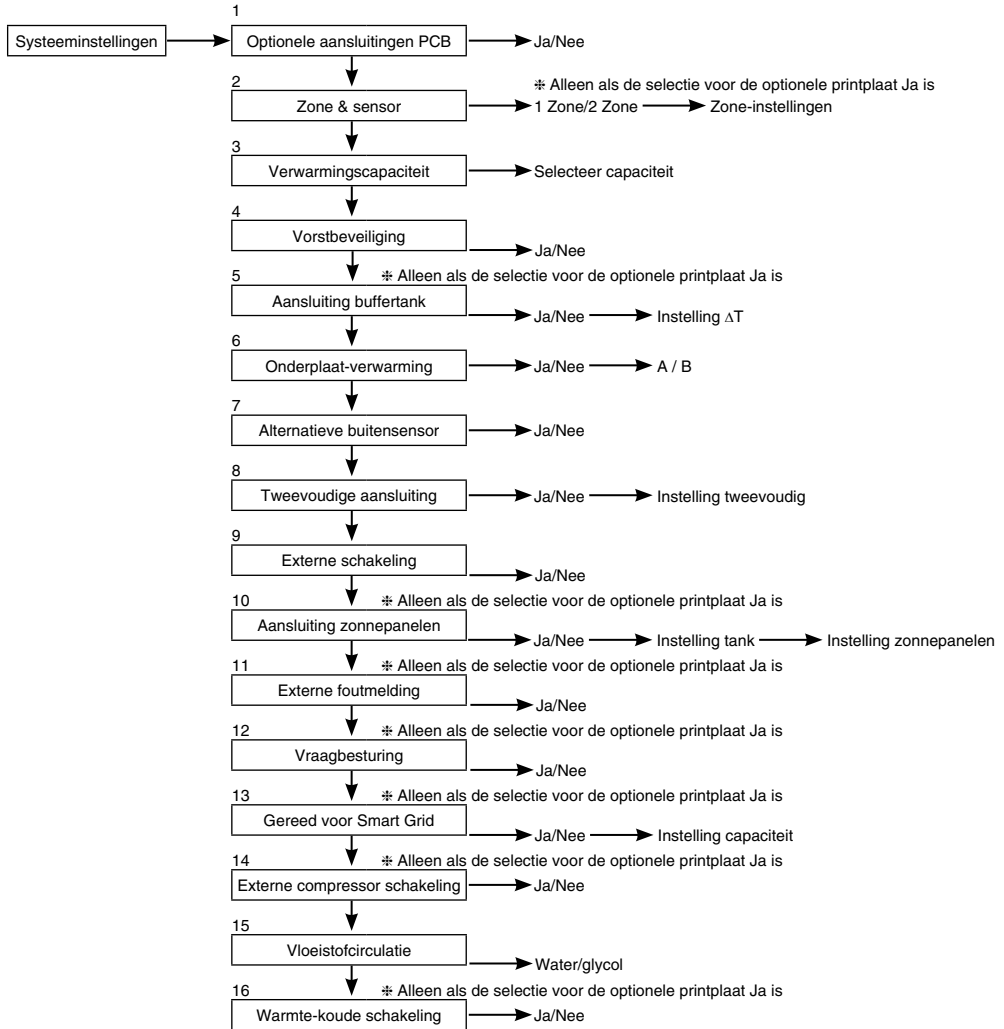 1
Systeeminstellingen Optionele aansluitingen PCB Ja/Nee
2 ⁜ Alleen als de selectie voor de optionele printplaat Ja is
Zone & sensor 1 Zone/2 Zone Zone-instellingen
3
Verwarmingscapaciteit Selecteer capaciteit
4
Vorstbeveiliging Ja/Nee
5 ⁜ Alleen als de selectie voor de optionele printplaat Ja is
Aansluiting buffertank Ja/Nee Instelling ∆T
6
Onderplaat-verwarming Ja/Nee A / B
7
Alternatieve buitensensor Ja/Nee
8
Tweevoudige aansluiting Ja/Nee Instelling tweevoudig
9
Externe schakeling Ja/Nee
10 ⁜ Alleen als de selectie voor de optionele printplaat Ja is
Aansluiting zonnepanelen Ja/Nee Instelling tank Instelling zonnepanelen
11 ⁜ Alleen als de selectie voor de optionele printplaat Ja is
Externe foutmelding Ja/Nee
12 ⁜ Alleen als de selectie voor de optionele printplaat Ja is
Vraagbesturing Ja/Nee
13 ⁜ Alleen als de selectie voor de optionele printplaat Ja is
Gereed voor Smart Grid Ja/Nee Instelling capaciteit
14 ⁜ Alleen als de selectie voor de optionele printplaat Ja is
Externe compressor schakeling Ja/Nee
15
Vloeistofcirculatie Water/glycol
16 ⁜ Alleen als de selectie voor de optionele printplaat Ja is
Warmte-koude schakeling Ja/Nee